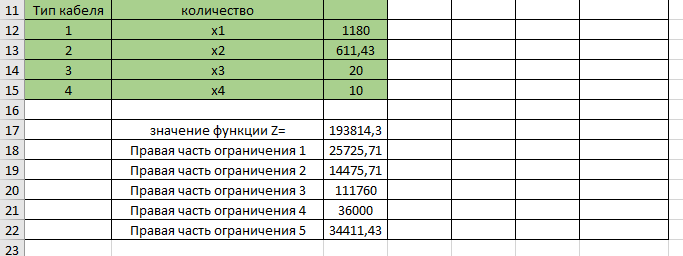 11 Тип кабеля количество
12 1 x1 1180
13 2 x2 611,43
14 3 x3 20
15 4 x4 10
16
17 значение функции Z= 193814,3
18 Правая часть ограничения 1 25725,71
19 Правая часть ограничения 2 14475,71
20 Правая часть ограничения 3 111760
21 Правая часть ограничения 4 36000
22 Правая часть ограничения 5 34411,43
23